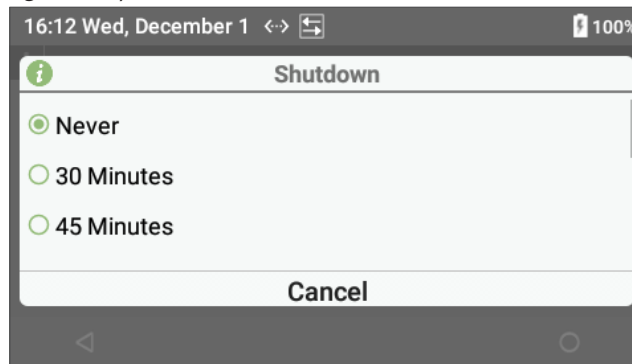 16:12 Wed, December 1
100%
Shutdown
Never
30 Minutes
45 Minutes
Cancel